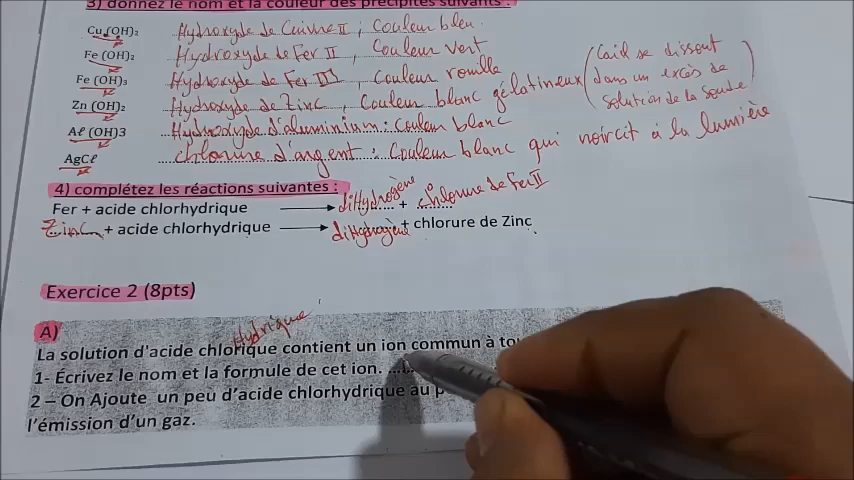 3) donnez le nom et la couleur des précipités suivants :
Cu (OH)₂ Hydroxyde de Cuivre II ; Couleur bleu.
Fe (OH)₂ Hydroxyde de Fer II , Couleur vert
Fe (OH)₃ Hydroxyde de Fer III , Couleur rouille
Zn (OH)₂ Hydroxyde de Zinc , Couleur blanc gélatineux (Caid se dissout dans un excès de solution de la soude)
Aℓ (OH)3 Hydroxyde d'aluminium : couleur blanc
AgCℓ chlorure d'argent : Couleur blanc qui noircit à la lumière
4) complétez les réactions suivantes :
Fer + acide chlorhydrique → diHydrogène + chlorure de Fer II
Zinc + acide chlorhydrique → diHydrogène + chlorure de Zinc
Exercice 2 (8pts)
A)
Hydrique
La solution d'acide chlorique contient un ion commun à
1- Écrivez le nom et la formule de cet ion. ...
2 – On Ajoute un peu d'acide chlorhydrique au
l'émission d'un gaz.